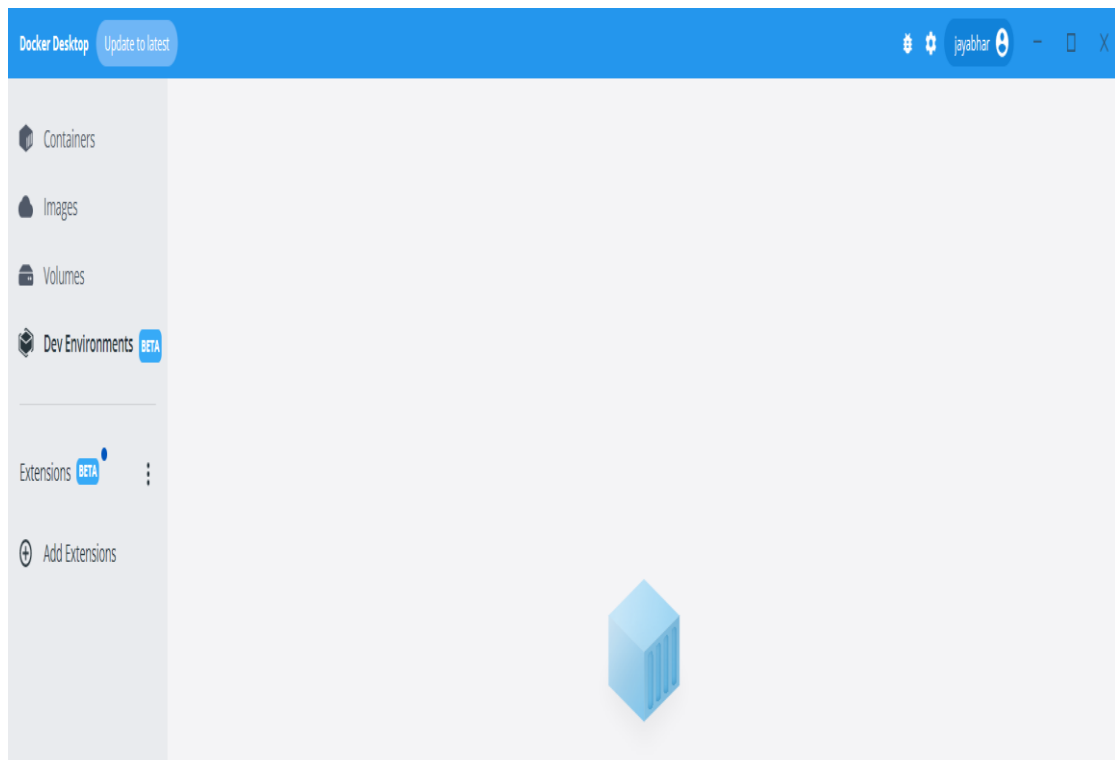 Docker Desktop Update to latest jayabhar
Containers
Images
Volumes
Dev Environments BETA
Extensions BETA
Add Extensions